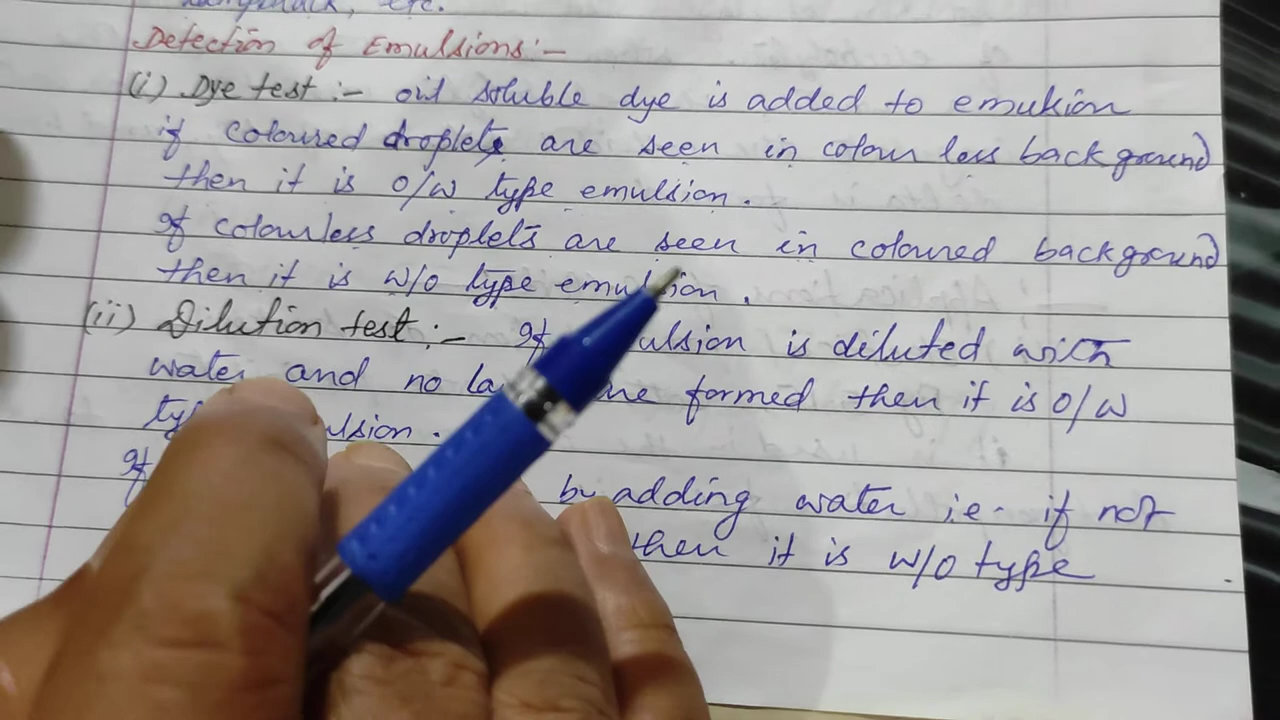 etc.
Detection of Emulsions :-
(i) Dye test :- oil soluble dye is added to emulsion
if coloured droplets are seen in colour less background
then it is O/W type emulsion.
If colourless droplets are seen in coloured background
then it is W/O type emulsion.
(ii) Dilution test :- If is diluted with
water and no formed then it is O/W
If by adding water i.e. if not
then it is W/O type